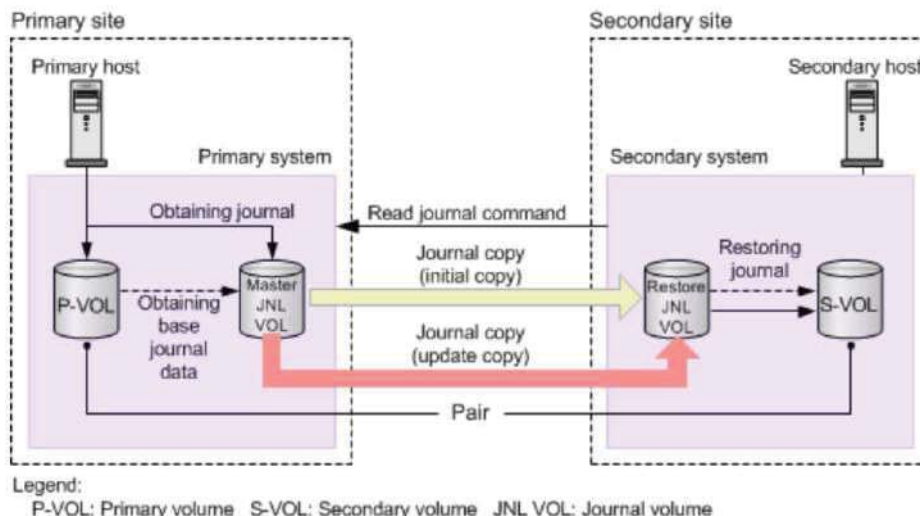 Primary site
Secondary site
Primary host
Secondary host
Primary system
Secondary system
Obtaining journal
Read journal command
Journal copy
(initial copy)
Restoring
journal
P-VOL
Obtaining
base
journal
data
Master
JNL
VOL
Restore
JNL
VOL
S-VOL
Journal copy
(update copy)
Pair
Legend:
P-VOL: Primary volume S-VOL: Secondary volume JNL VOL: Journal volume